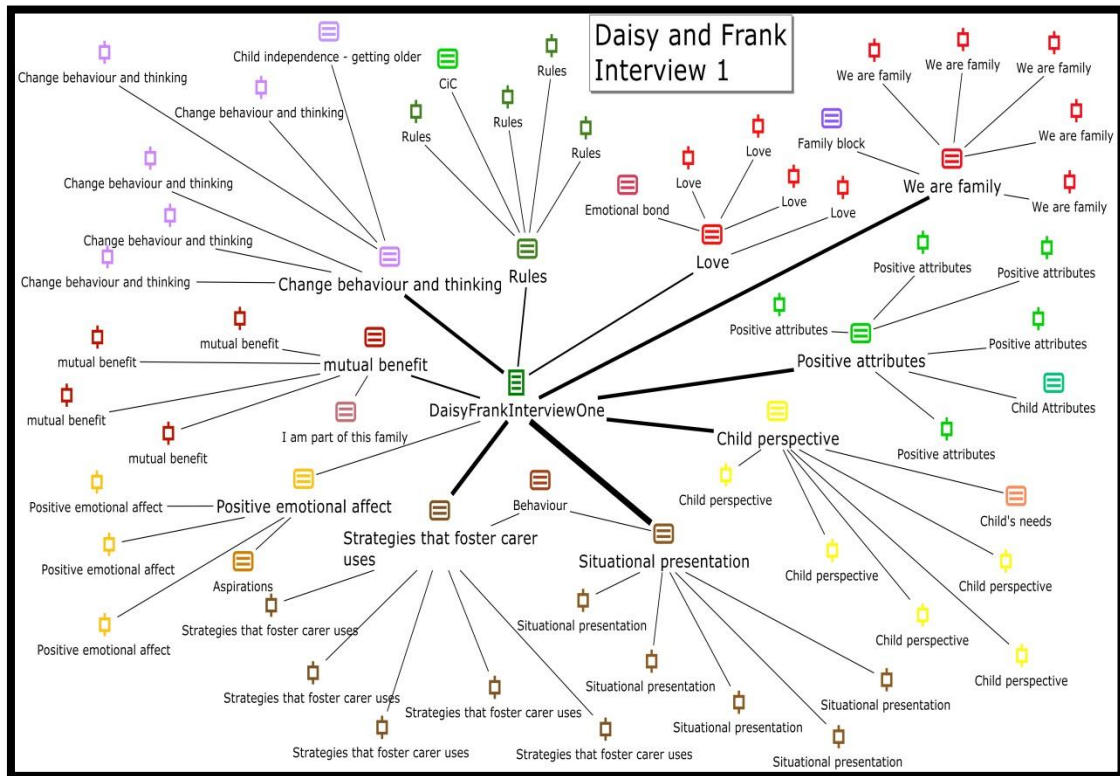 Daisy and Frank
Interview 1
Change behaviour and thinking
Child independence - getting older
CiC
Rules
Rules
Rules
Rules
Change behaviour and thinking
Change behaviour and thinking
Change behaviour and thinking
Change behaviour and thinking
Change behaviour and thinking
Rules
Emotional bond
Love
Love
Love
Love
Love
We are family
We are family
We are family
We are family
We are family
Family block
We are family
Positive attributes
Positive attributes
Positive attributes
Positive attributes
Positive attributes
Child Attributes
Positive attributes
mutual benefit
mutual benefit
mutual benefit
mutual benefit
mutual benefit
I am part of this family
DaisyFrankInterviewOne
Child perspective
Child perspective
Child's needs
Child perspective
Child perspective
Child perspective
Child perspective
Positive emotional affect
Positive emotional affect
Positive emotional affect
Positive emotional affect
Aspirations
Behaviour
Strategies that foster carer
uses
Strategies that foster carer uses
Strategies that foster carer uses
Strategies that foster carer uses
Strategies that foster carer uses
Strategies that foster carer uses
Situational presentation
Situational presentation
Situational presentation
Situational presentation
Situational presentation
Situational presentation